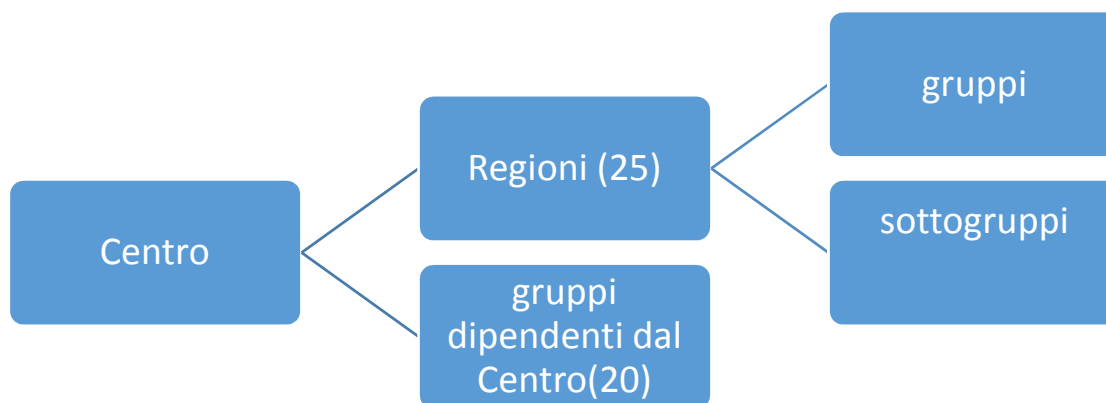 Centro
Regioni (25)
gruppi
dipendenti dal
Centro(20)
gruppi
sottogruppi